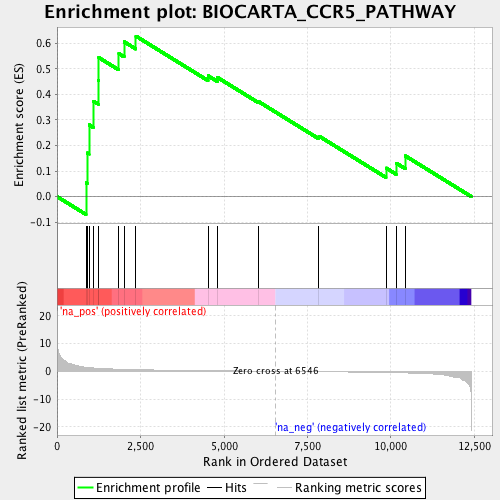 Enrichment plot: BIOCARTA_CCR5_PATHWAY
Enrichment score (ES)
0.6
0.5
0.4
0.3
0.2
0.1
0.0
-0.1
'na_pos' (positively correlated)
Ranked list metric (PreRanked)
20
10
0
-10
-20
Zero cross at 6546
'na_neg' (negatively correlated)
0
2,500
5,000
7,500
10,000
12,500
Rank in Ordered Dataset
Enrichment profile
Hits
Ranking metric scores